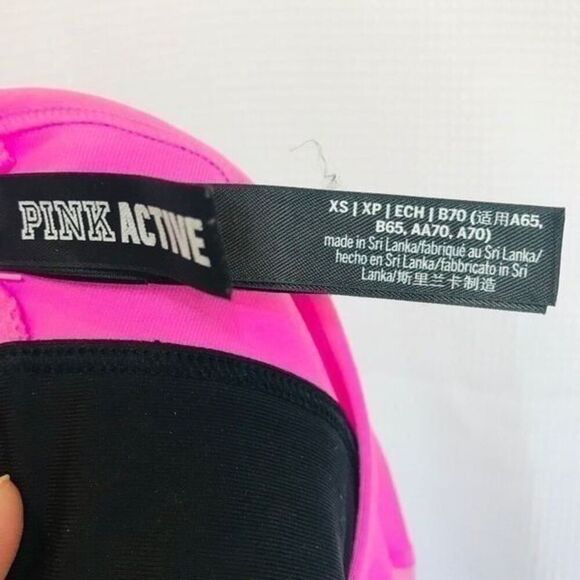 PINK ACTIVE
XS | XP | ECH | B70 (适用A65,
B65, AA70, A70)
made in Sri Lanka/fabriqué au Sri Lanka/
hecho en Sri Lanka/fabbricato in Sri
Lanka/斯里兰卡制造